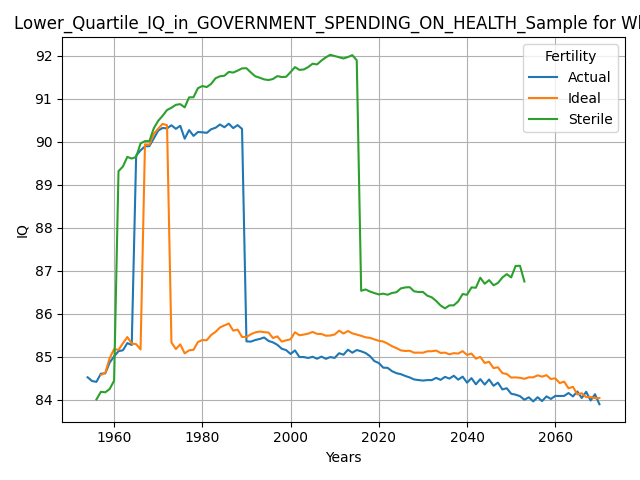 Lower_Quartile_IQ_in_GOVERNMENT_SPENDING_ON_HEALTH_Sample for
Fertility
Actual
Ideal
Sterile
92
91
90
89
88
87
86
85
84
IQ
1960 1980 2000 2020 2040 2060
Years